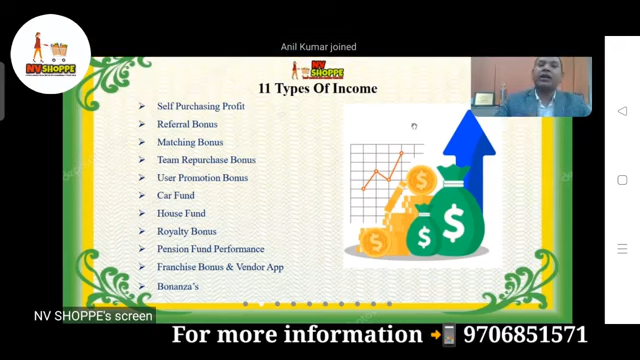 Anil Kumar joined
NV SHOPPE
NV SHOPPE
11 Types Of Income
Self Purchasing Profit
Referral Bonus
Matching Bonus
Team Repurchase Bonus
User Promotion Bonus
Car Fund
House Fund
Royalty Bonus
Pension Fund Performance
Franchise Bonus & Vendor App
Bonanza's
NV SHOPPE's screen
For more information 9706851571